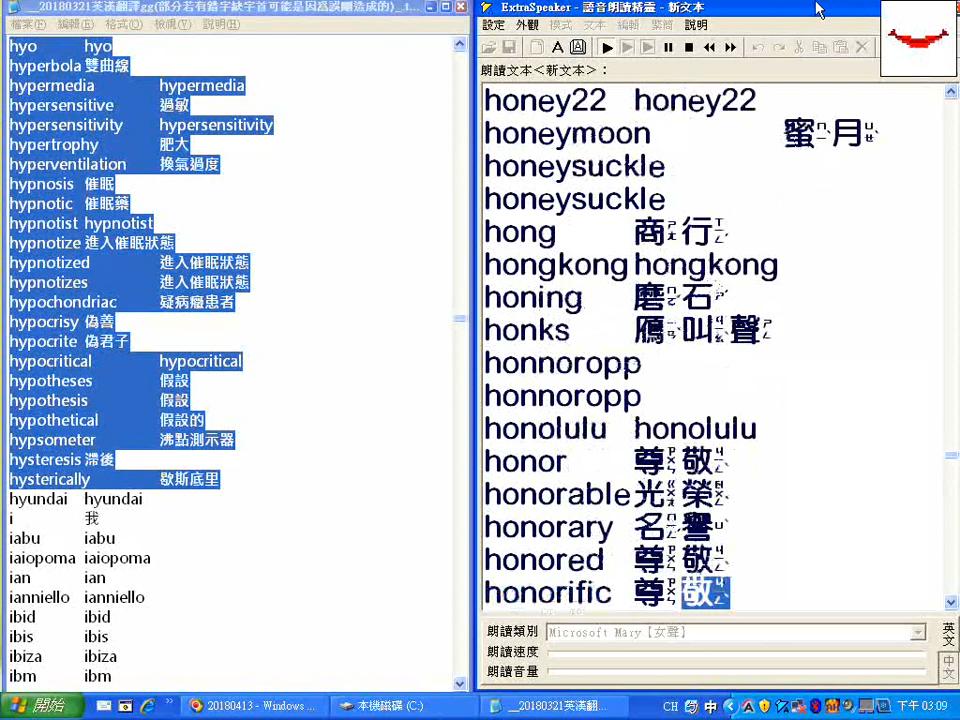 __20180321英漢翻譯gg(部分若有錯字缺字首可能是因為誤刪造成的)_t...
檔案(F) 編輯(E) 格式(O) 檢視(V) 說明(H)
hyo hyo
hyperbola 雙曲線
hypermedia hypermedia
hypersensitive 過敏
hypersensitivity hypersensitivity
hypertrophy 肥大
hyperventilation 換氣過度
hypnosis 催眠
hypnotic 催眠藥
hypnotist hypnotist
hypnotize 進入催眠狀態
hypnotized 進入催眠狀態
hypnotizes 進入催眠狀態
hypochondriac 疑病癥患者
hypocrisy 偽善
hypocrite 偽君子
hypocritical hypocritical
hypotheses 假設
hypothesis 假設
hypothetical 假設的
hypsometer 沸點測示器
hysteresis 滯後
hysterically 歇斯底里
hyundai hyundai
i 我
iabu iabu
iaiopoma iaiopoma
ian ian
ianniello ianniello
ibid ibid
ibis ibis
ibiza ibiza
ibm ibm
ExtraSpeaker - 語音朗讀精靈 - 新文本
設定 外觀 模式 文本 編輯 繁簡 說明
朗讀文本<新文本>：
honey22 honey22
honeymoon 蜜月
honeysuckle
honeysuckle
hong 商行
hongkong hongkong
honing 磨石
honks 雁叫聲
honnoropp
honnoropp
honolulu honolulu
honor 尊敬
honorable 光榮
honorary 名譽
honored 尊敬
honorific 尊敬
朗讀類別 Microsoft Mary【女聲】
朗讀速度
朗讀音量
英文
中文
開始 20180413 - Windows ... 本機磁碟 (C:) __20180321英漢翻... CH 中 下午 03:09